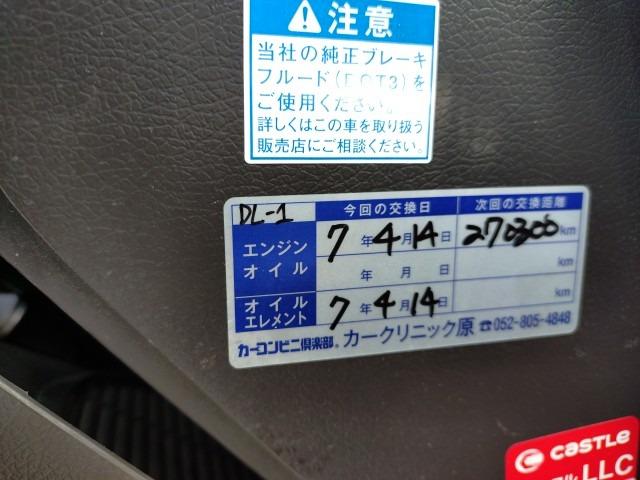 注意
当社の純正ブレーキ
フルード(DOT3)を
ご使用ください。
詳しくはこの車を取り扱う
販売店にご相談ください。
DL-1 今回の交換日 次回の交換距離
エンジンオイル 7年4月14日 270300km
年 月 日 km
オイルエレメント 7年4月14日 km
カーコンビニ倶楽部® カークリニック原 ☎052-805-4848
CASTLE
LLC